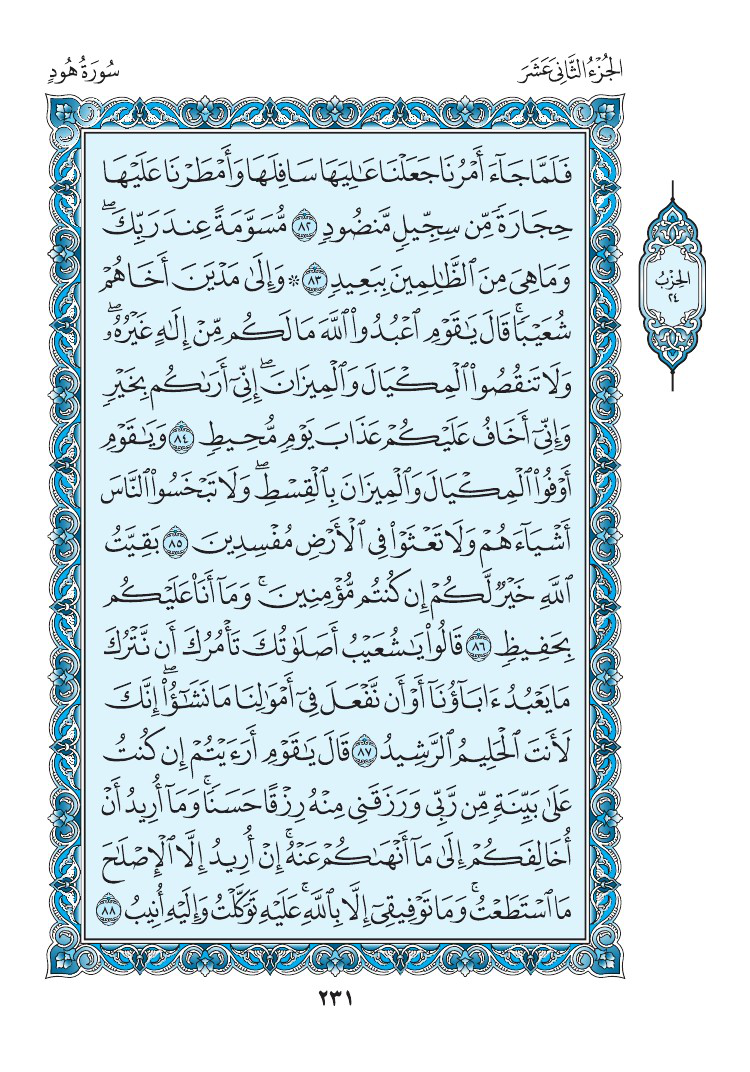 الجُزْءُ الثَّانِي عَشَرَ
سُورَةُ هُودٍ
فَلَمَّا جَآءَ أَمْرُنَا جَعَلْنَا عَٰلِيَهَا سَافِلَهَا وَأَمْطَرْنَا عَلَيْهَا
حِجَارَةً مِّن سِجِّيلٍ مَّنضُودٍ ٨٢ مُّسَوَّمَةً عِندَ رَبِّكَۖ
وَمَا هِيَ مِنَ ٱلظَّٰلِمِينَ بِبَعِيدٍ ٨٣ ۞ وَإِلَىٰ مَدْيَنَ أَخَاهُمْ
شُعَيْبًاۚ قَالَ يَٰقَوْمِ ٱعْبُدُوا۟ ٱللَّهَ مَا لَكُم مِّنْ إِلَٰهٍ غَيْرُهُۥۖ
وَلَا تَنقُصُوا۟ ٱلْمِكْيَالَ وَٱلْمِيزَانَۖ إِنِّيٓ أَرَىٰكُم بِخَيْرٍ
وَإِنِّيٓ أَخَافُ عَلَيْكُمْ عَذَابَ يَوْمٍ مُّحِيطٍ ٨٤ وَيَٰقَوْمِ
أَوْفُوا۟ ٱلْمِكْيَالَ وَٱلْمِيزَانَ بِٱلْقِسْطِۖ وَلَا تَبْخَسُوا۟ ٱلنَّاسَ
أَشْيَآءَهُمْ وَلَا تَعْثَوْا۟ فِي ٱلْأَرْضِ مُفْسِدِينَ ٨٥ بَقِيَّتُ
ٱللَّهِ خَيْرٌ لَّكُمْ إِن كُنتُم مُّؤْمِنِينَۚ وَمَآ أَنَا۠ عَلَيْكُم
بِحَفِيظٍ ٨٦ قَالُوا۟ يَٰشُعَيْبُ أَصَلَوٰتُكَ تَأْمُرُكَ أَن نَّتْرُكَ
مَا يَعْبُدُ ءَابَآؤُنَآ أَوْ أَن نَّفْعَلَ فِيٓ أَمْوَٰلِنَا مَا نَشَٰٓؤُا۟ۖ إِنَّكَ
لَأَنتَ ٱلْحَلِيمُ ٱلرَّشِيدُ ٨٧ قَالَ يَٰقَوْمِ أَرَءَيْتُمْ إِن كُنتُ
عَلَىٰ بَيِّنَةٍ مِّن رَّبِّي وَرَزَقَنِي مِنْهُ رِزْقًا حَسَنًاۚ وَمَآ أُرِيدُ أَنْ
أُخَالِفَكُمْ إِلَىٰ مَآ أَنْهَىٰكُمْ عَنْهُۚ إِنْ أُرِيدُ إِلَّا ٱلْإِصْلَٰحَ
مَا ٱسْتَطَعْتُۚ وَمَا تَوْفِيقِيٓ إِلَّا بِٱللَّهِۚ عَلَيْهِ تَوَكَّلْتُ وَإِلَيْهِ أُنِيبُ ٨٨
الحِزْبُ
٢٤
٢٣١